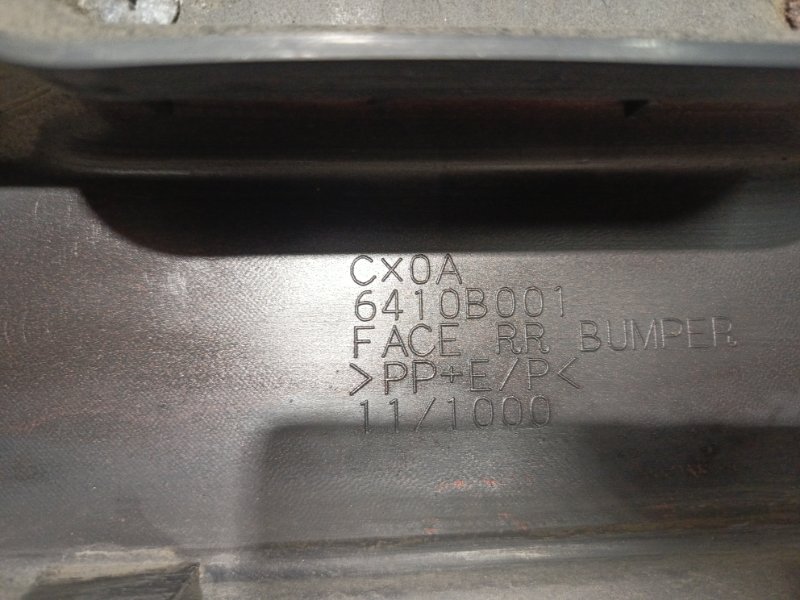 Cx0A
6410B001
FACE RR BUMPER
>PP+E/P<
11/1000